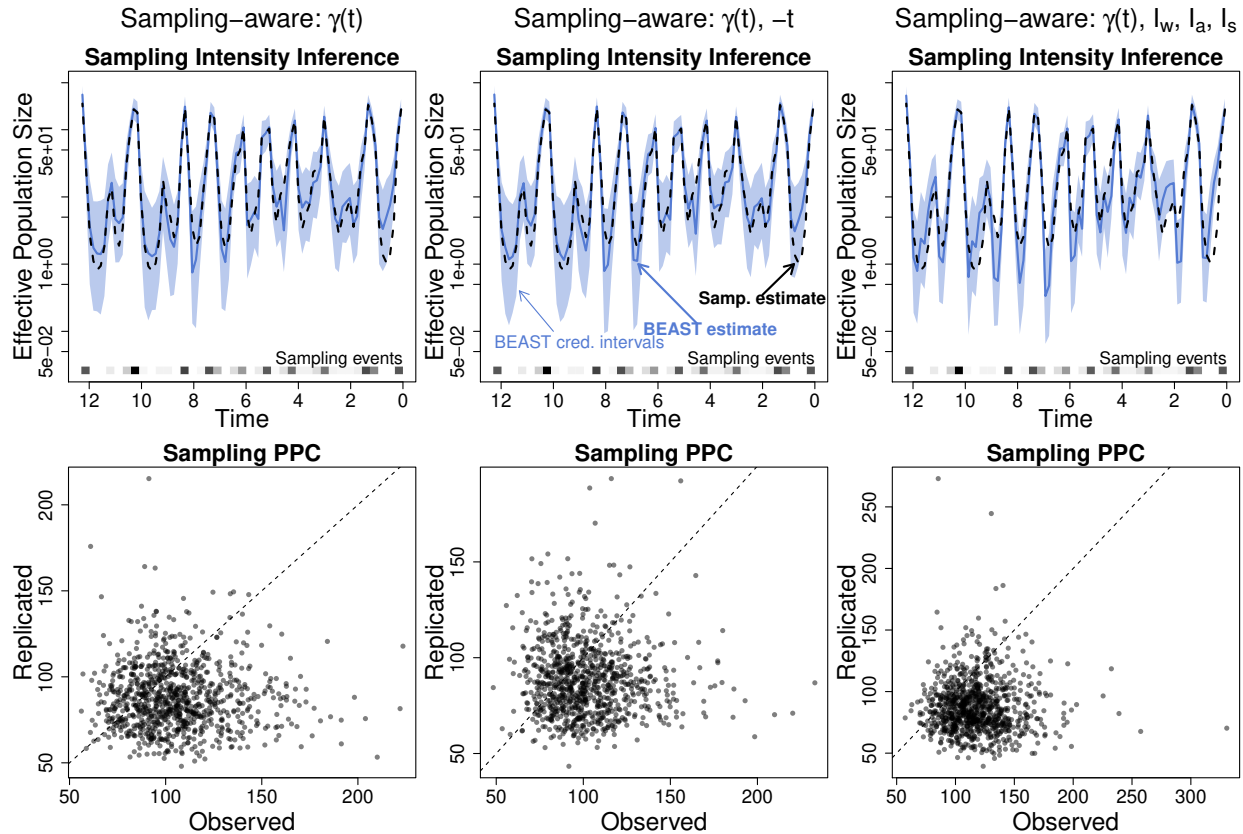 Sampling−aware: γ(t)
Sampling−aware: γ(t), −t
Sampling−aware: γ(t), Iw, Ia, Is
Sampling Intensity Inference
Sampling Intensity Inference
Sampling Intensity Inference
Effective Population Size
5e−02
1e+00
5e+01
Sampling events
12 10 8 6 4 2 0
Time
Effective Population Size
5e−02
1e+00
5e+01
Samp. estimate
BEAST estimate
BEAST cred. intervals
Sampling events
12 10 8 6 4 2 0
Time
Effective Population Size
5e−02
1e+00
5e+01
Sampling events
12 10 8 6 4 2 0
Time
Sampling PPC
Sampling PPC
Sampling PPC
Replicated
50 100 150 200
50 100 150 200
Observed
Replicated
50 100 150
50 100 150 200
Observed
Replicated
50 100 150 200 250
50 100 150 200 250 300
Observed